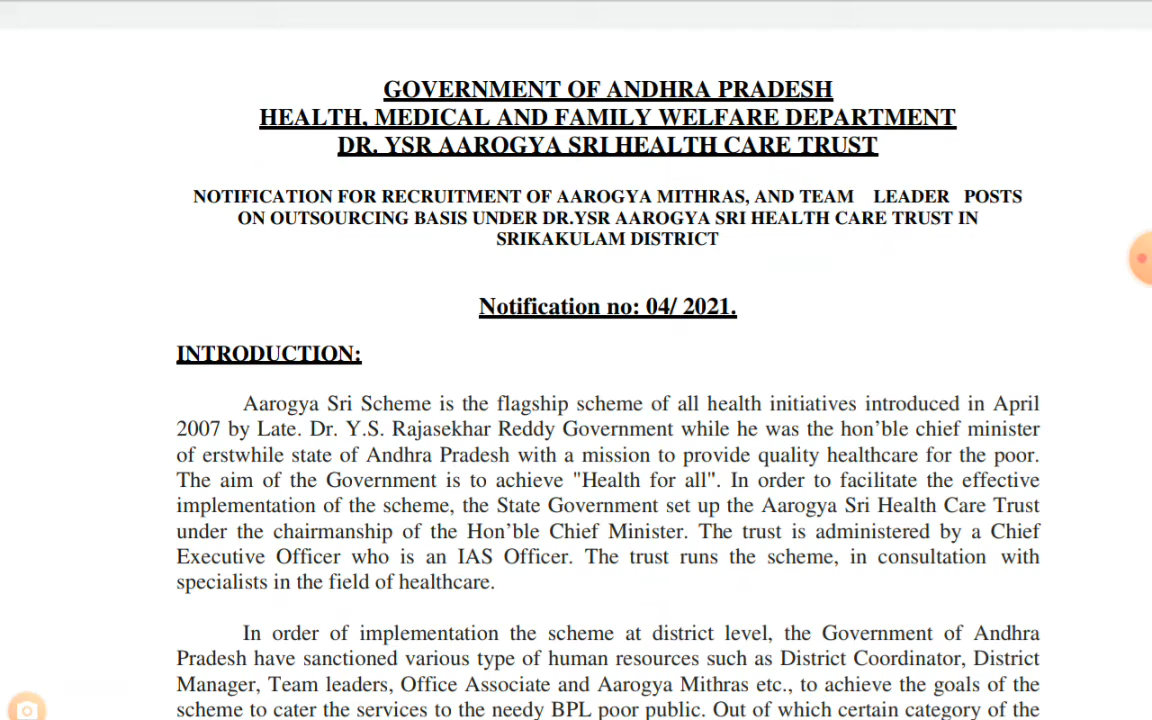 GOVERNMENT OF ANDHRA PRADESH
HEALTH, MEDICAL AND FAMILY WELFARE DEPARTMENT
DR. YSR AAROGYA SRI HEALTH CARE TRUST
NOTIFICATION FOR RECRUITMENT OF AAROGYA MITHRAS, AND TEAM LEADER POSTS
ON OUTSOURCING BASIS UNDER DR.YSR AAROGYA SRI HEALTH CARE TRUST IN
SRIKAKULAM DISTRICT
Notification no: 04/ 2021.
INTRODUCTION:
Aarogya Sri Scheme is the flagship scheme of all health initiatives introduced in April
2007 by Late. Dr. Y.S. Rajasekhar Reddy Government while he was the hon’ble chief minister
of erstwhile state of Andhra Pradesh with a mission to provide quality healthcare for the poor.
The aim of the Government is to achieve "Health for all". In order to facilitate the effective
implementation of the scheme, the State Government set up the Aarogya Sri Health Care Trust
under the chairmanship of the Hon’ble Chief Minister. The trust is administered by a Chief
Executive Officer who is an IAS Officer. The trust runs the scheme, in consultation with
specialists in the field of healthcare.
In order of implementation the scheme at district level, the Government of Andhra
Pradesh have sanctioned various type of human resources such as District Coordinator, District
Manager, Team leaders, Office Associate and Aarogya Mithras etc., to achieve the goals of the
scheme to cater the services to the needy BPL poor public. Out of which certain category of the